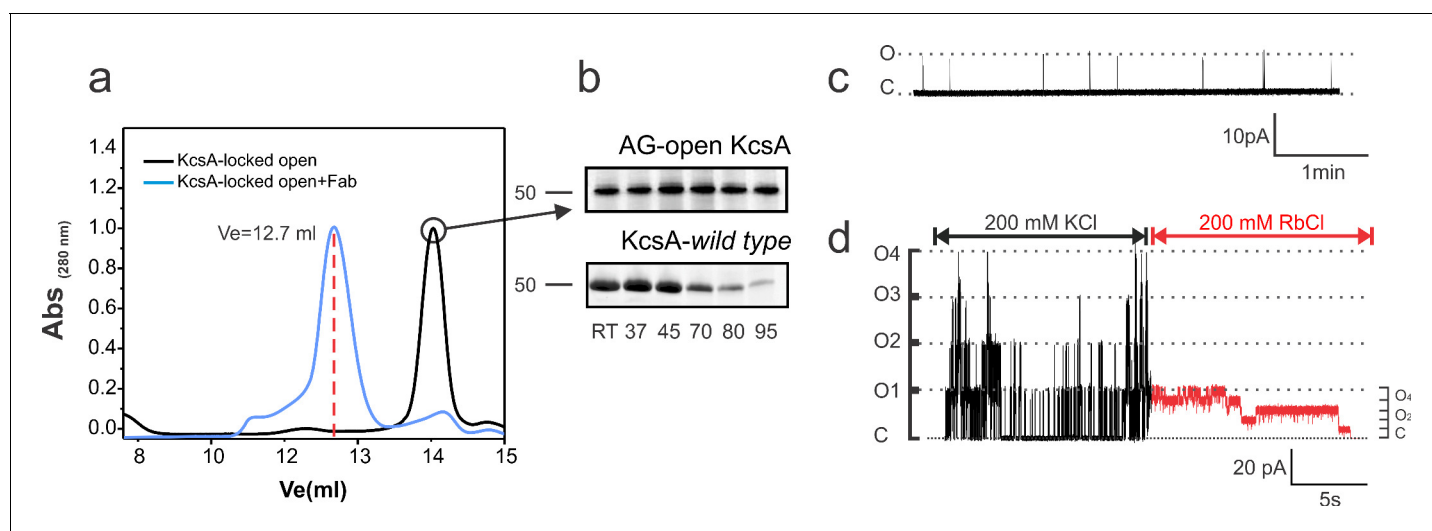 a
KcsA-locked open
KcsA-locked open+Fab
Ve=12.7 ml
Abs (280 nm)
1.4
1.2
1.0
0.8
0.6
0.4
0.2
0.0
8 10 12 14 15
Ve(ml)
b
AG-open KcsA
50
KcsA-wild type
50
RT 37 45 70 80 95
c
O
C
10pA
1min
d
200 mM KCl
200 mM RbCl
O4
O3
O2
O1
C
O₄
O₂
C
20 pA
5s